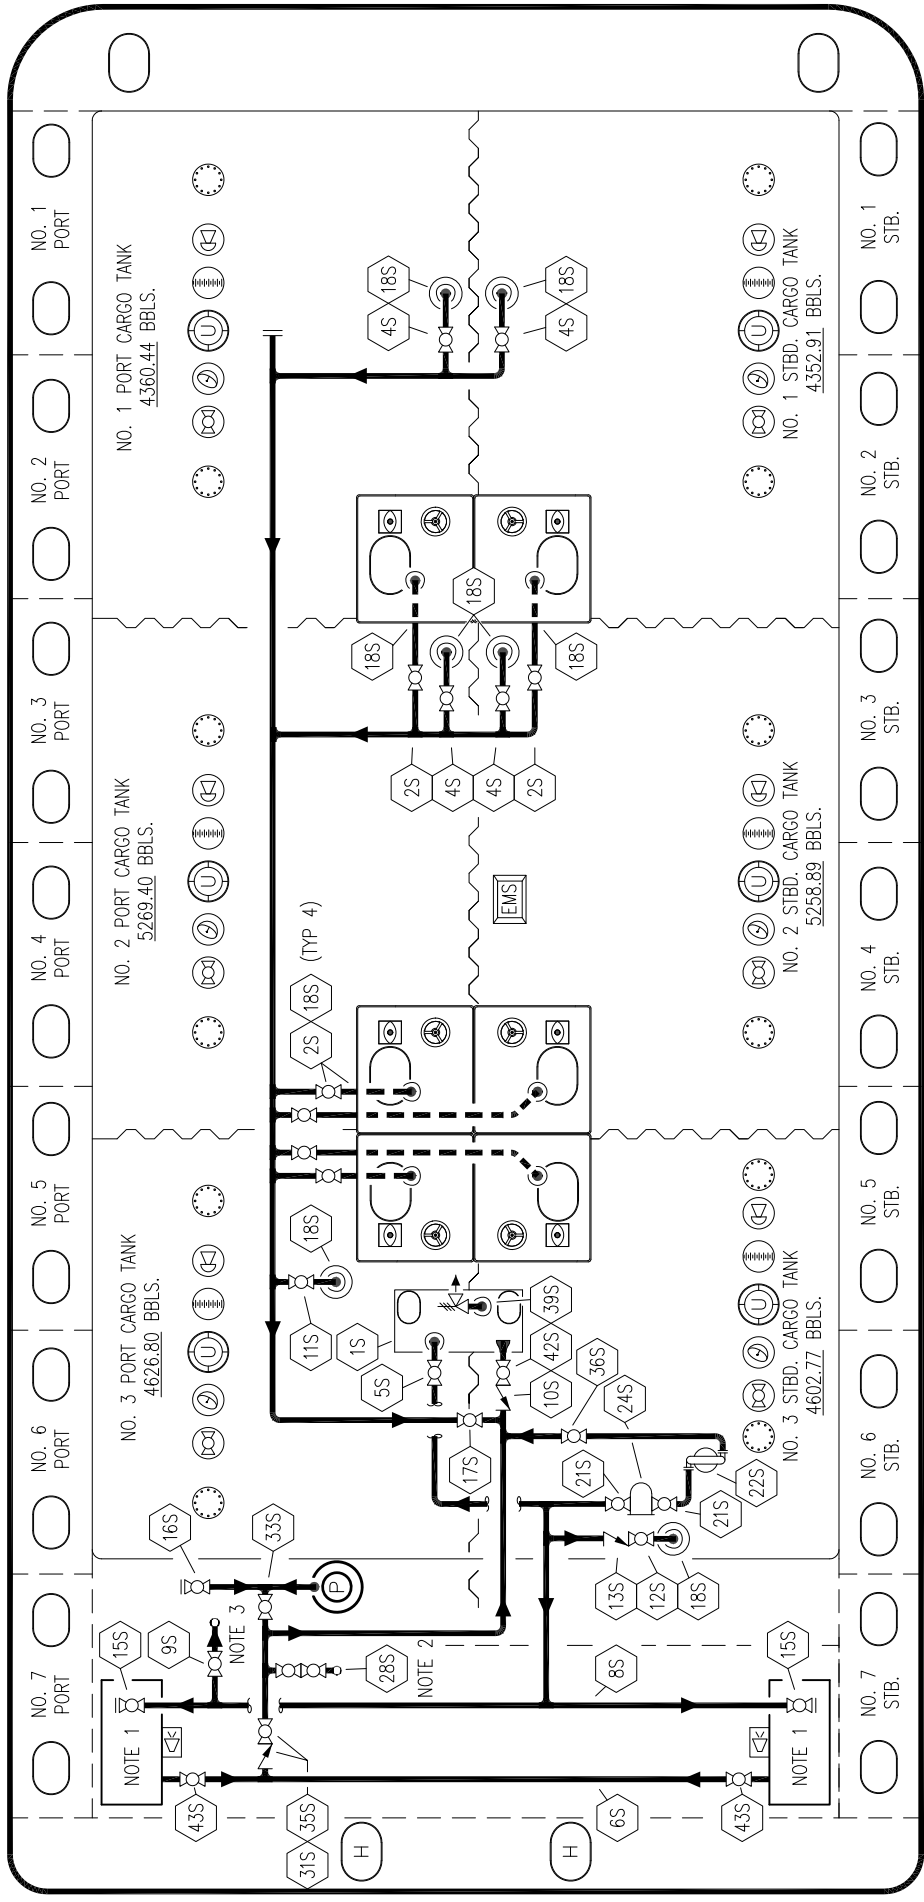 NO. 1
PORT
NO. 2
PORT
NO. 3
PORT
NO. 4
PORT
NO. 5
PORT
NO. 6
PORT
NO. 7
PORT
NO. 1 PORT CARGO TANK
4360.44 BBLS.
U
NO. 2 PORT CARGO TANK
5269.40 BBLS.
U
NO. 3 PORT CARGO TANK
4626.80 BBLS.
U
18S
4S
18S
4S
18S
18S
18S
2S
4S
4S
2S
EMS
(TYP 4)
18S
2S
18S
11S
1S
5S
39S
42S
10S
36S
24S
17S
21S
22S
21S
16S
33S
P
NOTE 3
13S
12S
18S
15S
9S
28S
NOTE 2
8S
15S
NOTE 1
NOTE 1
43S
35S
31S
6S
43S
H
H
NO. 1 STBD. CARGO TANK
4352.91 BBLS.
U
NO. 2 STBD. CARGO TANK
5258.89 BBLS.
U
NO. 3 STBD. CARGO TANK
4602.77 BBLS.
U
NO. 1
STB.
NO. 2
STB.
NO. 3
STB.
NO. 4
STB.
NO. 5
STB.
NO. 6
STB.
NO. 7
STB.